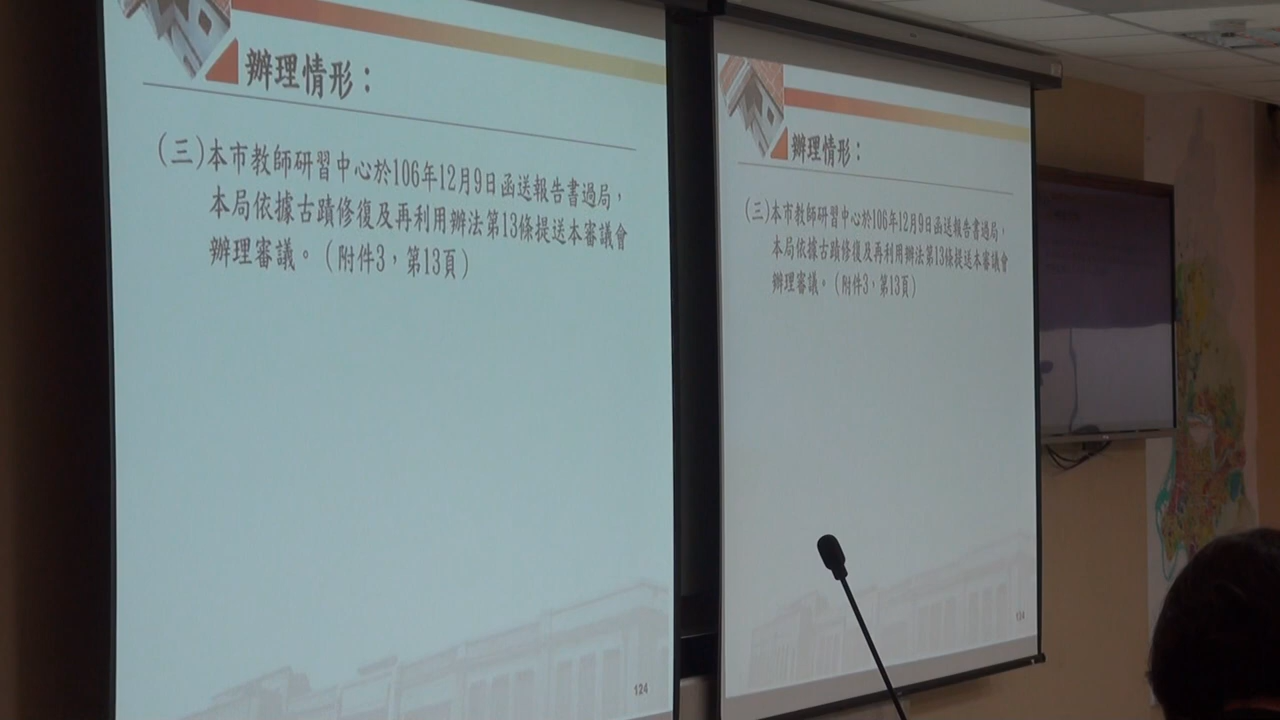 辦理情形：
(三)本市教師研習中心於106年12月9日函送報告書過局，
本局依據古蹟修復及再利用辦法第13條提送本審議會
辦理審議。（附件3，第13頁）
124
辦理情形：
(三)本市教師研習中心於106年12月9日函送報告書過局，
本局依據古蹟修復及再利用辦法第13條提送本審議會
辦理審議。（附件3，第13頁）
124